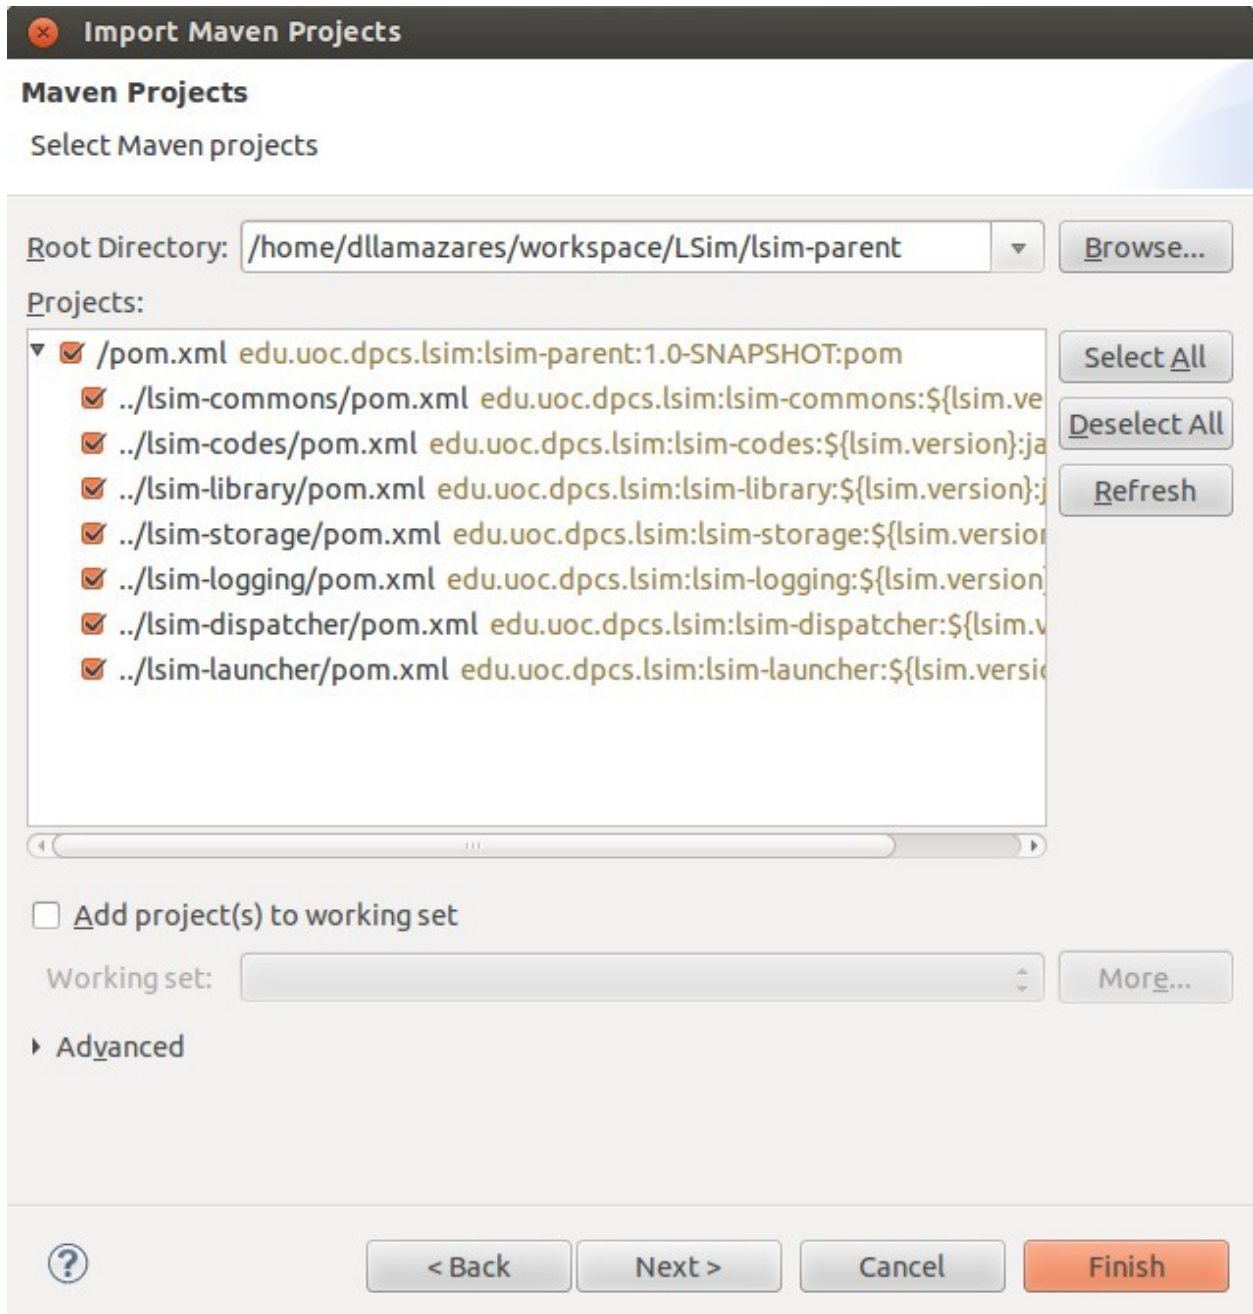 Import Maven Projects
Maven Projects
Select Maven projects
Root Directory: /home/dllamazares/workspace/LSim/lsim-parent Browse...
Projects:
/pom.xml edu.uoc.dpcs.lsim:lsim-parent:1.0-SNAPSHOT:pom Select All
../lsim-commons/pom.xml edu.uoc.dpcs.lsim:lsim-commons:${lsim.ve
../lsim-codes/pom.xml edu.uoc.dpcs.lsim:lsim-codes:${lsim.version}:ja Deselect All
../lsim-library/pom.xml edu.uoc.dpcs.lsim:lsim-library:${lsim.version}:j Refresh
../lsim-storage/pom.xml edu.uoc.dpcs.lsim:lsim-storage:${lsim.version
../lsim-logging/pom.xml edu.uoc.dpcs.lsim:lsim-logging:${lsim.version}
../lsim-dispatcher/pom.xml edu.uoc.dpcs.lsim:lsim-dispatcher:${lsim.v
../lsim-launcher/pom.xml edu.uoc.dpcs.lsim:lsim-launcher:${lsim.versio
Add project(s) to working set
Working set: More...
Advanced
? < Back Next > Cancel Finish